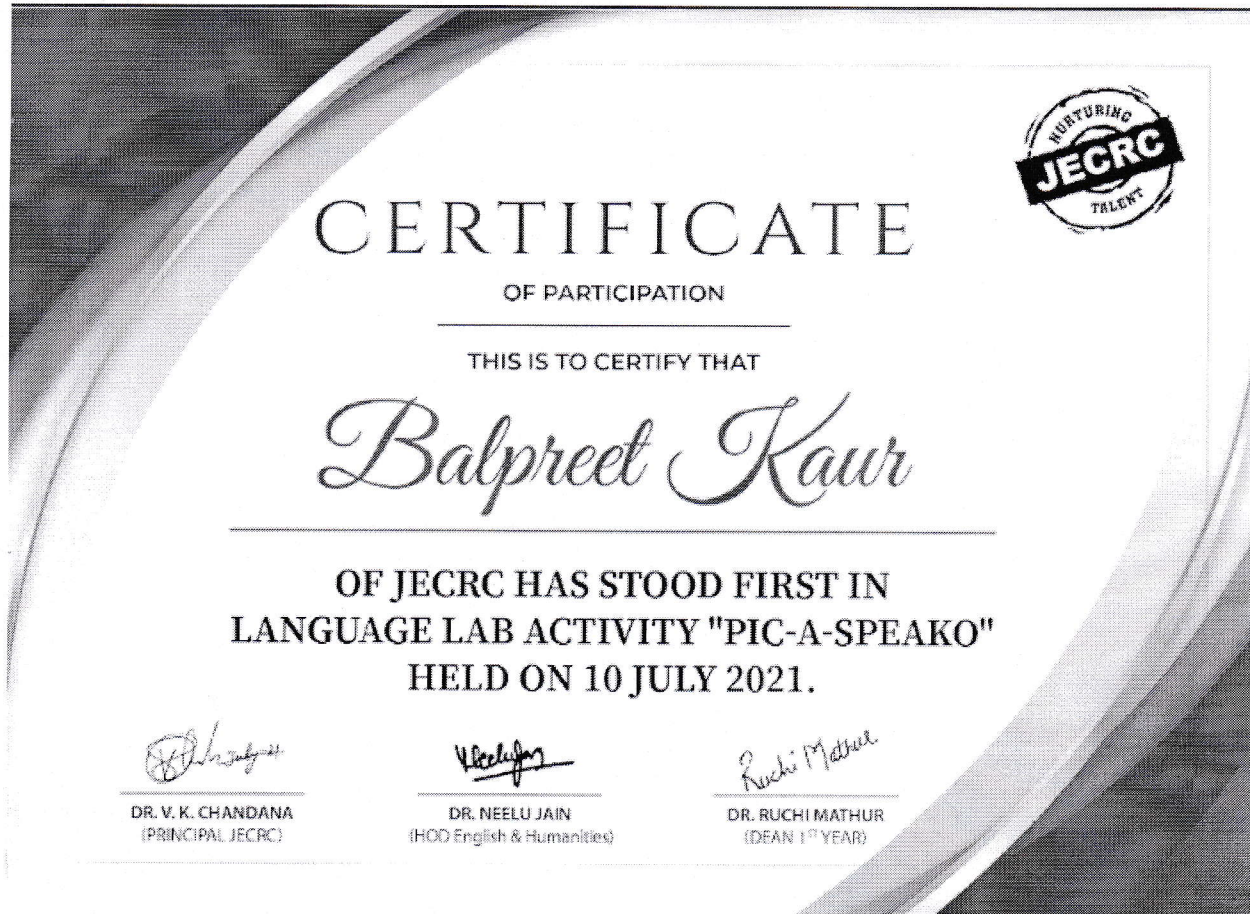 NURTURING
JECRC
TALENT
CERTIFICATE
OF PARTICIPATION
THIS IS TO CERTIFY THAT
Balpreet Kaur
OF JECRC HAS STOOD FIRST IN
LANGUAGE LAB ACTIVITY "PIC-A-SPEAKO"
HELD ON 10 JULY 2021.
Ruchi Mathur
DR. V. K. CHANDANA DR. NEELU JAIN DR. RUCHI MATHUR
(PRINCIPAL JECRC) (HOD English & Humanities) (DEAN 1ST YEAR)